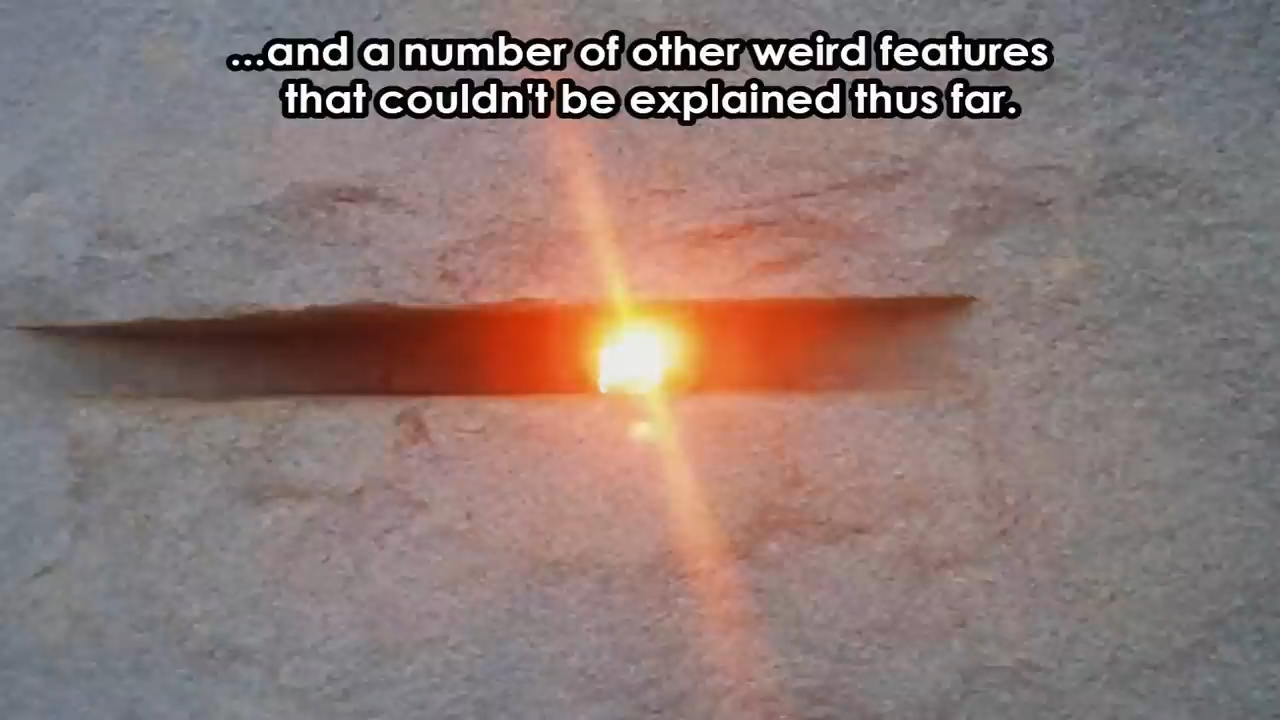 ...and a number of other weird features
that couldn't be explained thus far.